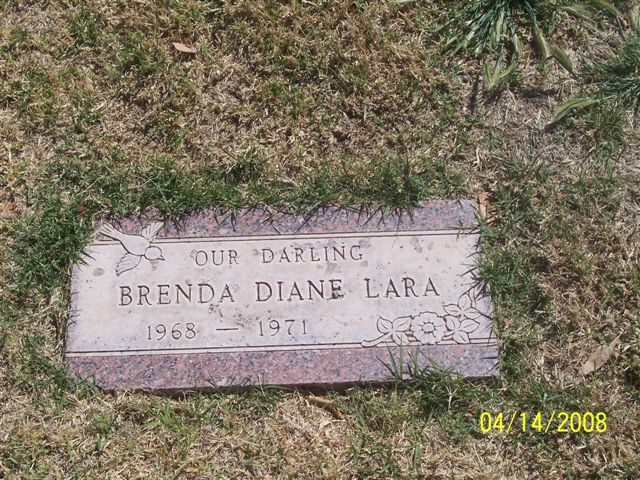 OUR DARLING
BRENDA DIANE LARA
1968 — 1971
04/14/2008